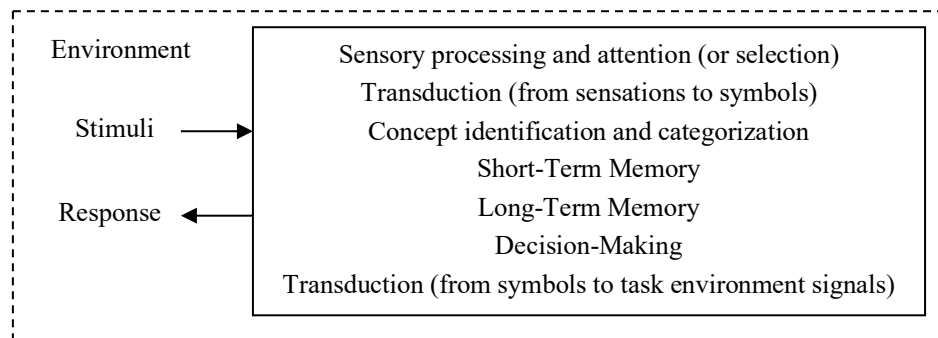 Environment
Stimuli
Response
Sensory processing and attention (or selection)
Transduction (from sensations to symbols)
Concept identification and categorization
Short-Term Memory
Long-Term Memory
Decision-Making
Transduction (from symbols to task environment signals)